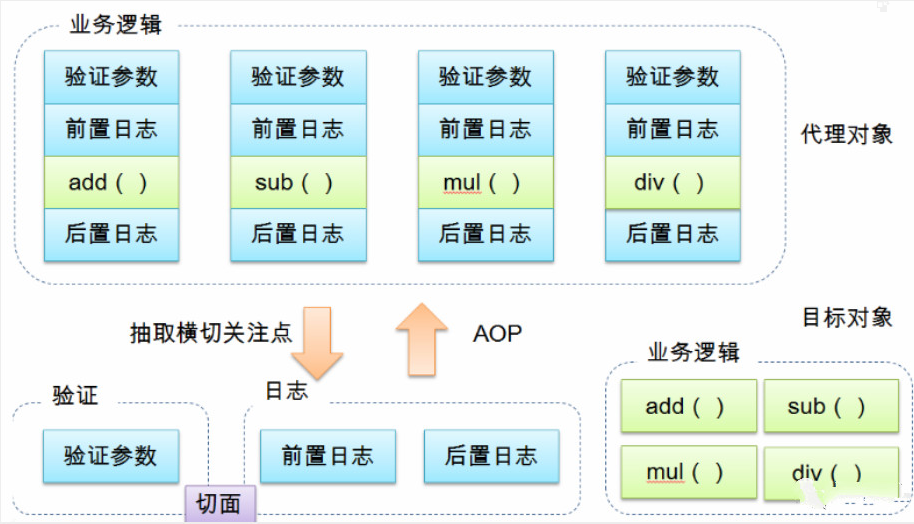 业务逻辑
验证参数 验证参数 验证参数 验证参数
前置日志 前置日志 前置日志 前置日志
代理对象
add ( ) sub ( ) mul ( ) div ( )
后置日志 后置日志 后置日志 后置日志
抽取横切关注点
AOP
目标对象
业务逻辑
验证
日志
add ( ) sub ( )
验证参数
前置日志 后置日志
mul ( ) div ( )
切面